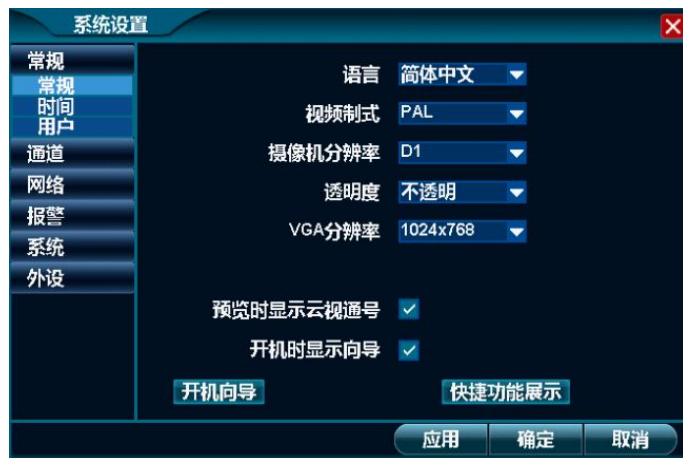 系统设置
常规
常规
时间
用户
通道
网络
报警
系统
外设
语言 简体中文
视频制式 PAL
摄像机分辨率 D1
透明度 不透明
VGA分辨率 1024x768
预览时显示云视通号
开机时显示向导
开机向导 快捷功能展示
应用 确定 取消